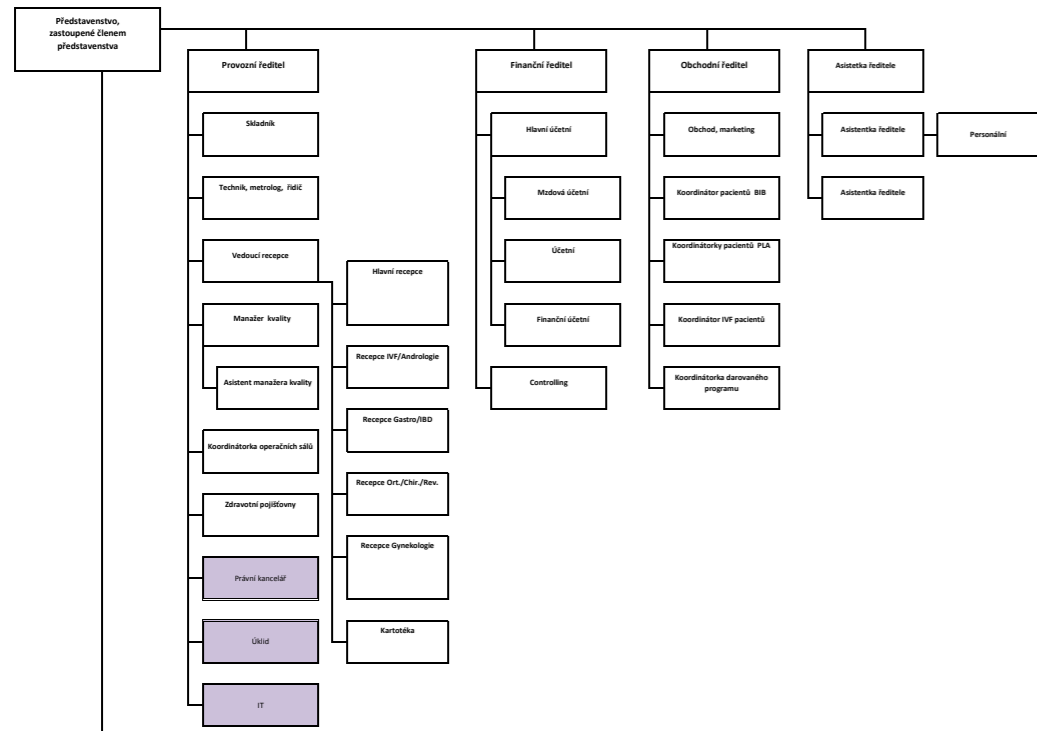 Představenstvo,
zastoupené členem
představenstva
Provozní ředitel
Finanční ředitel
Obchodní ředitel
Asistetka ředitele
Skladník
Hlavní účetní
Obchod, marketing
Asistentka ředitele
Personální
Technik, metrolog, řidič
Mzdová účetní
Koordinátor pacientů BIB
Asistentka ředitele
Vedoucí recepce
Hlavní recepce
Účetní
Koordinátorky pacientů PLA
Manažer kvality
Finanční účetní
Koordinátor IVF pacientů
Recepce IVF/Andrologie
Asistent manažera kvality
Controlling
Koordinátorka darovaného
programu
Recepce Gastro/IBD
Koordinátorka operačních sálů
Recepce Ort./Chir./Rev.
Zdravotní pojišťovny
Recepce Gynekologie
Právní kancelář
Kartotéka
Úklid
IT